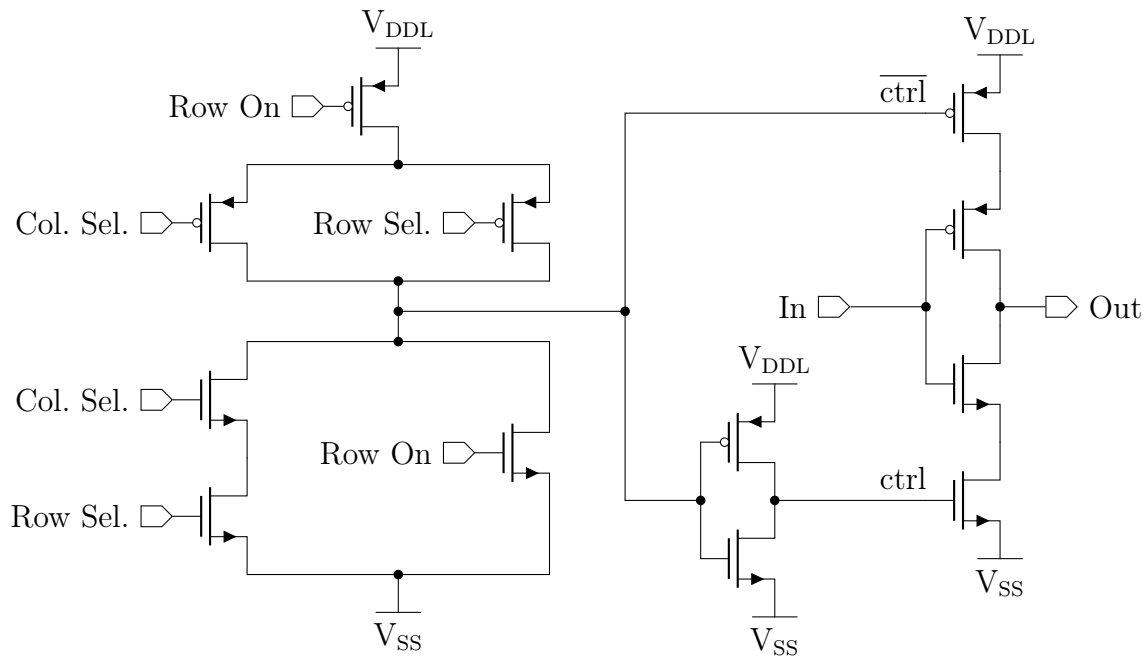 V_DDL
V_DDL
Row On
c̅t̅r̅l̅
Col. Sel.
Row Sel.
In
Out
V_DDL
Col. Sel.
Row On
ctrl
Row Sel.
V_SS
V_SS
V_SS